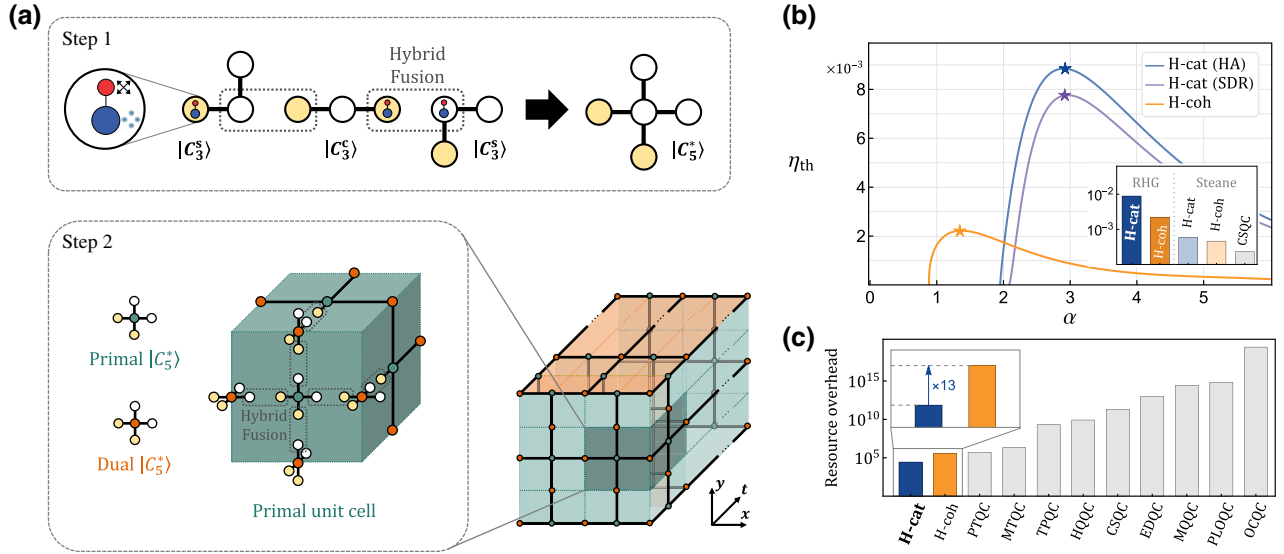 (a)
Step 1
Hybrid
Fusion
|C₃ˢ⟩
|C₃ᶜ⟩
|C₃ˢ⟩
|C₅*⟩
Step 2
Primal |C₅*⟩
Dual |C₅*⟩
Hybrid
Fusion
Primal unit cell
y
t
x
(b)
×10⁻³
8
6
4
2
ηth
0
1
2
3
4
5
α
H-cat (HA)
H-cat (SDR)
H-coh
RHG
Steane
10⁻²
10⁻³
H-cat
H-coh
H-cat
H-coh
CSQC
(c)
Resource overhead
10¹⁵
10¹⁰
10⁵
×13
H-cat
H-coh
PTQC
MTQC
TPQC
HQQC
CSQC
EDQC
MQQC
PLOQC
OCQC